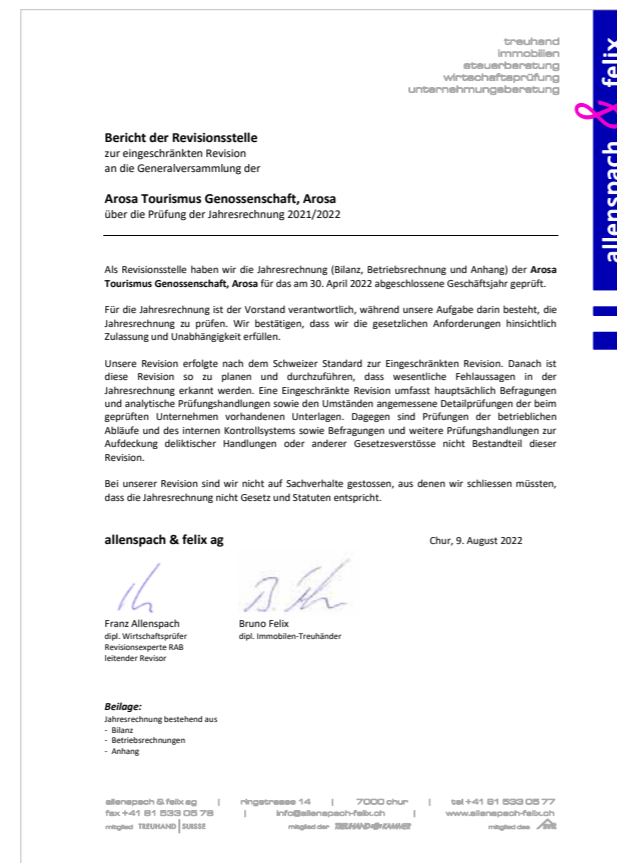 treuhand
immobilien
steuerberatung
wirtschaftsprüfung
unternehmungsberatung
allenspach & felix
Bericht der Revisionsstelle
zur eingeschränkten Revision
an die Generalversammlung der
Arosa Tourismus Genossenschaft, Arosa
über die Prüfung der Jahresrechnung 2021/2022
Als Revisionsstelle haben wir die Jahresrechnung (Bilanz, Betriebsrechnung und Anhang) der Arosa
Tourismus Genossenschaft, Arosa für das am 30. April 2022 abgeschlossene Geschäftsjahr geprüft.
Für die Jahresrechnung ist der Vorstand verantwortlich, während unsere Aufgabe darin besteht, die
Jahresrechnung zu prüfen. Wir bestätigen, dass wir die gesetzlichen Anforderungen hinsichtlich
Zulassung und Unabhängigkeit erfüllen.
Unsere Revision erfolgte nach dem Schweizer Standard zur Eingeschränkten Revision. Danach ist
diese Revision so zu planen und durchzuführen, dass wesentliche Fehlaussagen in der
Jahresrechnung erkannt werden. Eine Eingeschränkte Revision umfasst hauptsächlich Befragungen
und analytische Prüfungshandlungen sowie den Umständen angemessene Detailprüfungen der beim
geprüften Unternehmen vorhandenen Unterlagen. Dagegen sind Prüfungen der betrieblichen
Abläufe und des internen Kontrollsystems sowie Befragungen und weitere Prüfungshandlungen zur
Aufdeckung deliktischer Handlungen oder anderer Gesetzesverstösse nicht Bestandteil dieser
Revision.
Bei unserer Revision sind wir nicht auf Sachverhalte gestossen, aus denen wir schliessen müssten,
dass die Jahresrechnung nicht Gesetz und Statuten entspricht.
allenspach & felix ag Chur, 9. August 2022
Franz Allenspach Bruno Felix
dipl. Wirtschaftsprüfer dipl. Immobilen-Treuhänder
Revisionsexperte RAB
leitender Revisor
Beilage:
Jahresrechnung bestehend aus
- Bilanz
- Betriebsrechnungen
- Anhang
allenspach & felix ag | ringstrasse 14 | 7000 chur | tel +41 81 533 05 77
fax +41 81 533 05 78 | info@allenspach-felix.ch | www.allenspach-felix.ch
mitglied TREUHAND SUISSE mitglied der TREUHAND KAMMER mitglied des